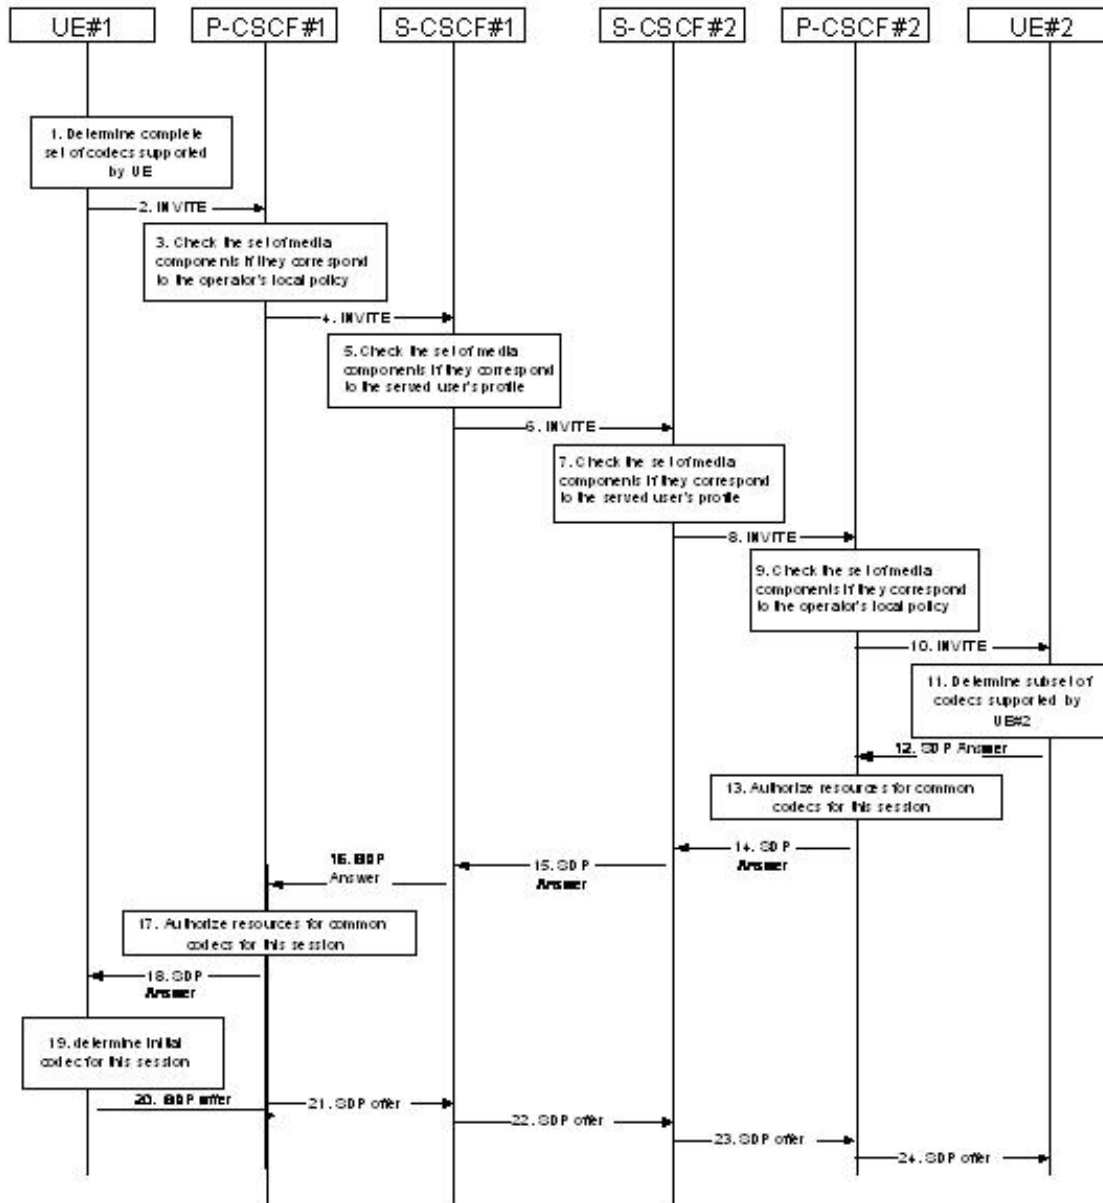 UE#1
P-CSCF#1
S-CSCF#1
S-CSCF#2
P-CSCF#2
UE#2
1. Determine complete
set of codecs supported
by UE
2. INVITE
3. Check the set of media
components if they correspond
to the operator's local policy
4. INVITE
5. Check the set of media
components if they correspond
to the served user's profile
6. INVITE
7. Check the set of media
components if they correspond
to the served user's profile
8. INVITE
9. Check the set of media
components if they correspond
to the operator's local policy
10. INVITE
11. Determine subset of
codecs supported by
UE#2
12. SDP Answer
13. Authorize resources for common
codecs for this session
14. SDP
Answer
15. SDP
Answer
16. SDP
Answer
17. Authorize resources for common
codecs for this session
18. SDP
Answer
19. determine initial
codec for this session
20. SDP offer
21. SDP offer
22. SDP offer
23. SDP offer
24. SDP offer